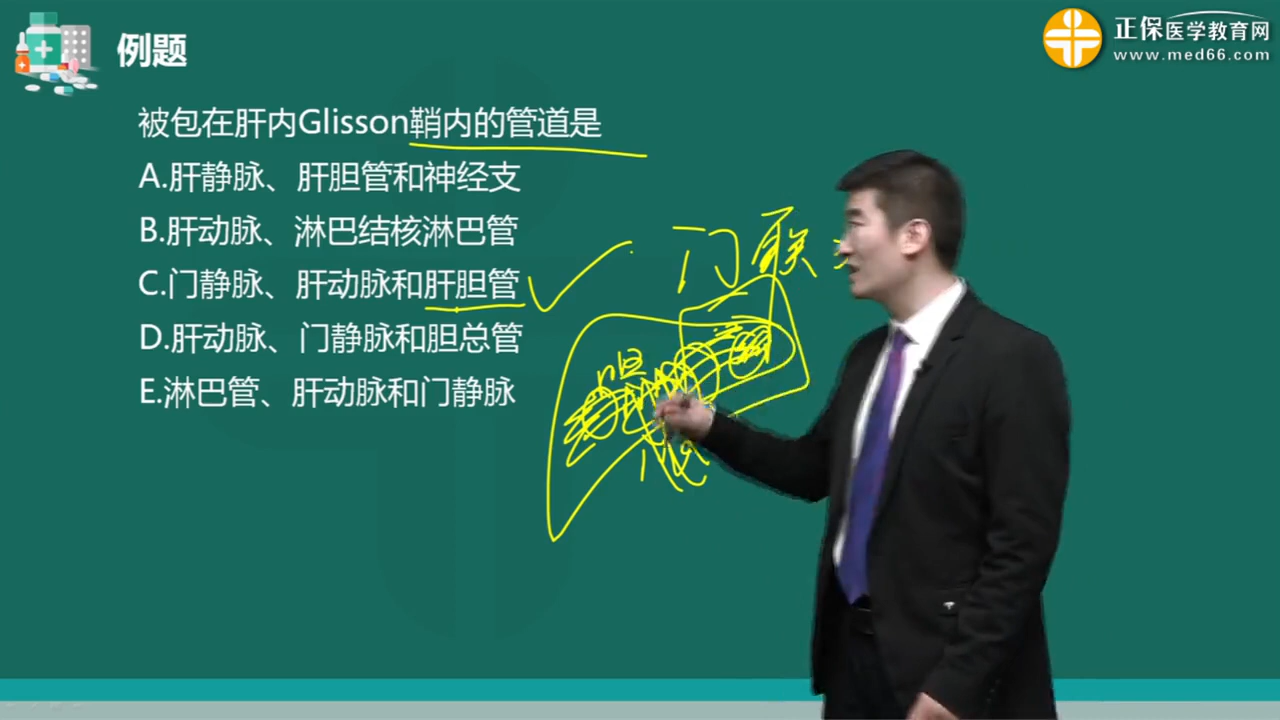 例题
正保医学教育网
www.med66.com
被包在肝内Glisson鞘内的管道是
A.肝静脉、肝胆管和神经支
B.肝动脉、淋巴结核淋巴管
C.门静脉、肝动脉和肝胆管
D.肝动脉、门静脉和胆总管
E.淋巴管、肝动脉和门静脉
门
胆